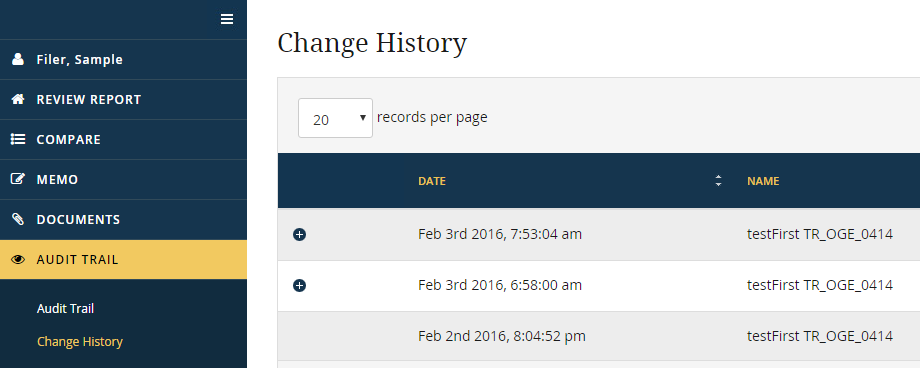 Filer, Sample
REVIEW REPORT
COMPARE
MEMO
DOCUMENTS
AUDIT TRAIL
Audit Trail
Change History
Change History
20 records per page
DATE NAME
Feb 3rd 2016, 7:53:04 am testFirst TR_OGE_0414
Feb 3rd 2016, 6:58:00 am testFirst TR_OGE_0414
Feb 2nd 2016, 8:04:52 pm testFirst TR_OGE_0414